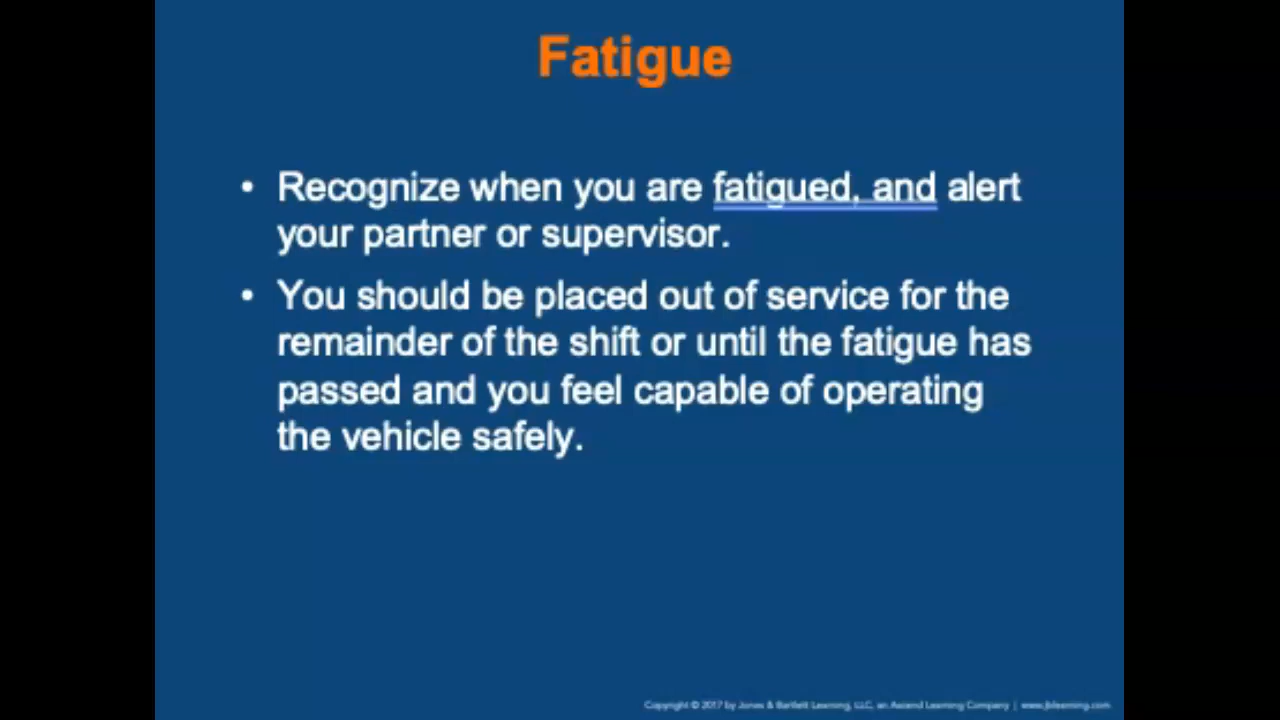 Fatigue
• Recognize when you are fatigued, and alert
your partner or supervisor.
• You should be placed out of service for the
remainder of the shift or until the fatigue has
passed and you feel capable of operating
the vehicle safely.
Copyright © 2017 by Jones & Bartlett Learning, LLC, an Ascend Learning Company | www.jblearning.com